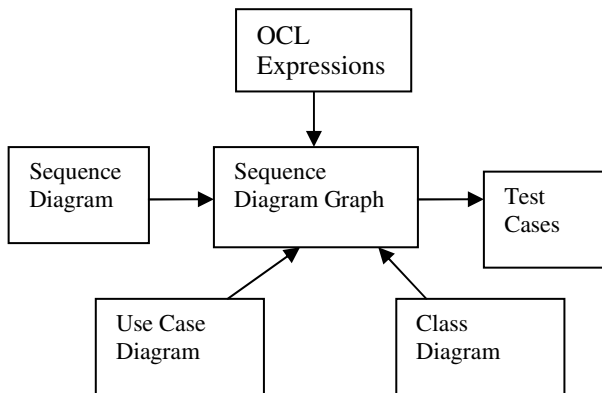 OCL
Expressions
Sequence
Diagram
Sequence
Diagram Graph
Test
Cases
Use Case
Diagram
Class
Diagram